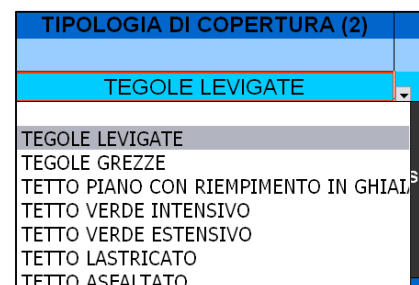 TIPOLOGIA DI COPERTURA (2)
TEGOLE LEVIGATE
TEGOLE LEVIGATE
TEGOLE GREZZE
TETTO PIANO CON RIEMPIMENTO IN GHIAIA
TETTO VERDE INTENSIVO
TETTO VERDE ESTENSIVO
TETTO LASTRICATO
TETTO ASFALTATO